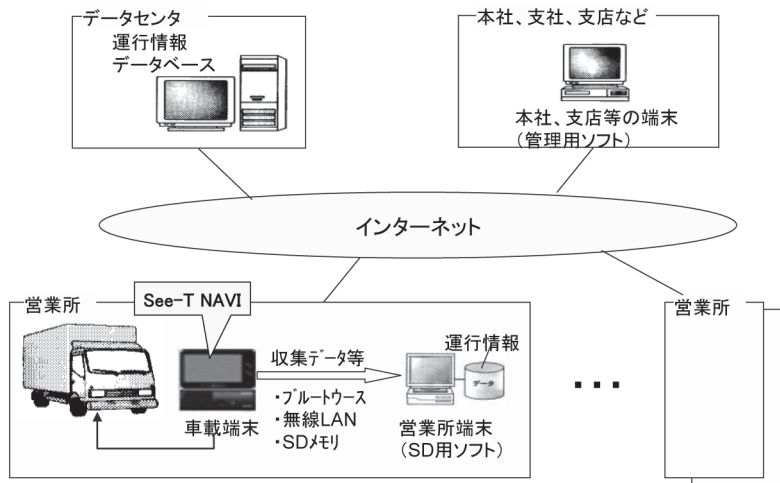 データセンタ
運行情報
データベース
本社、支社、支店など
本社、支店等の端末
(管理用ソフト)
インターネット
営業所
See-T NAVI
収集データ等
・ブルートウース
・無線LAN
・SDメモリ
車載端末
運行情報
データ
営業所端末
(SD用ソフト)
・・・
営業所